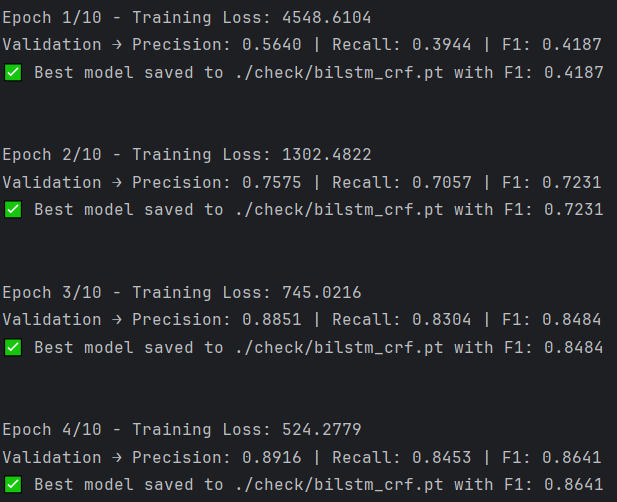 Epoch 1/10 - Training Loss: 4548.6104
Validation → Precision: 0.5640 | Recall: 0.3944 | F1: 0.4187
✅ Best model saved to ./check/bilstm_crf.pt with F1: 0.4187
Epoch 2/10 - Training Loss: 1302.4822
Validation → Precision: 0.7575 | Recall: 0.7057 | F1: 0.7231
✅ Best model saved to ./check/bilstm_crf.pt with F1: 0.7231
Epoch 3/10 - Training Loss: 745.0216
Validation → Precision: 0.8851 | Recall: 0.8304 | F1: 0.8484
✅ Best model saved to ./check/bilstm_crf.pt with F1: 0.8484
Epoch 4/10 - Training Loss: 524.2779
Validation → Precision: 0.8916 | Recall: 0.8453 | F1: 0.8641
✅ Best model saved to ./check/bilstm_crf.pt with F1: 0.8641